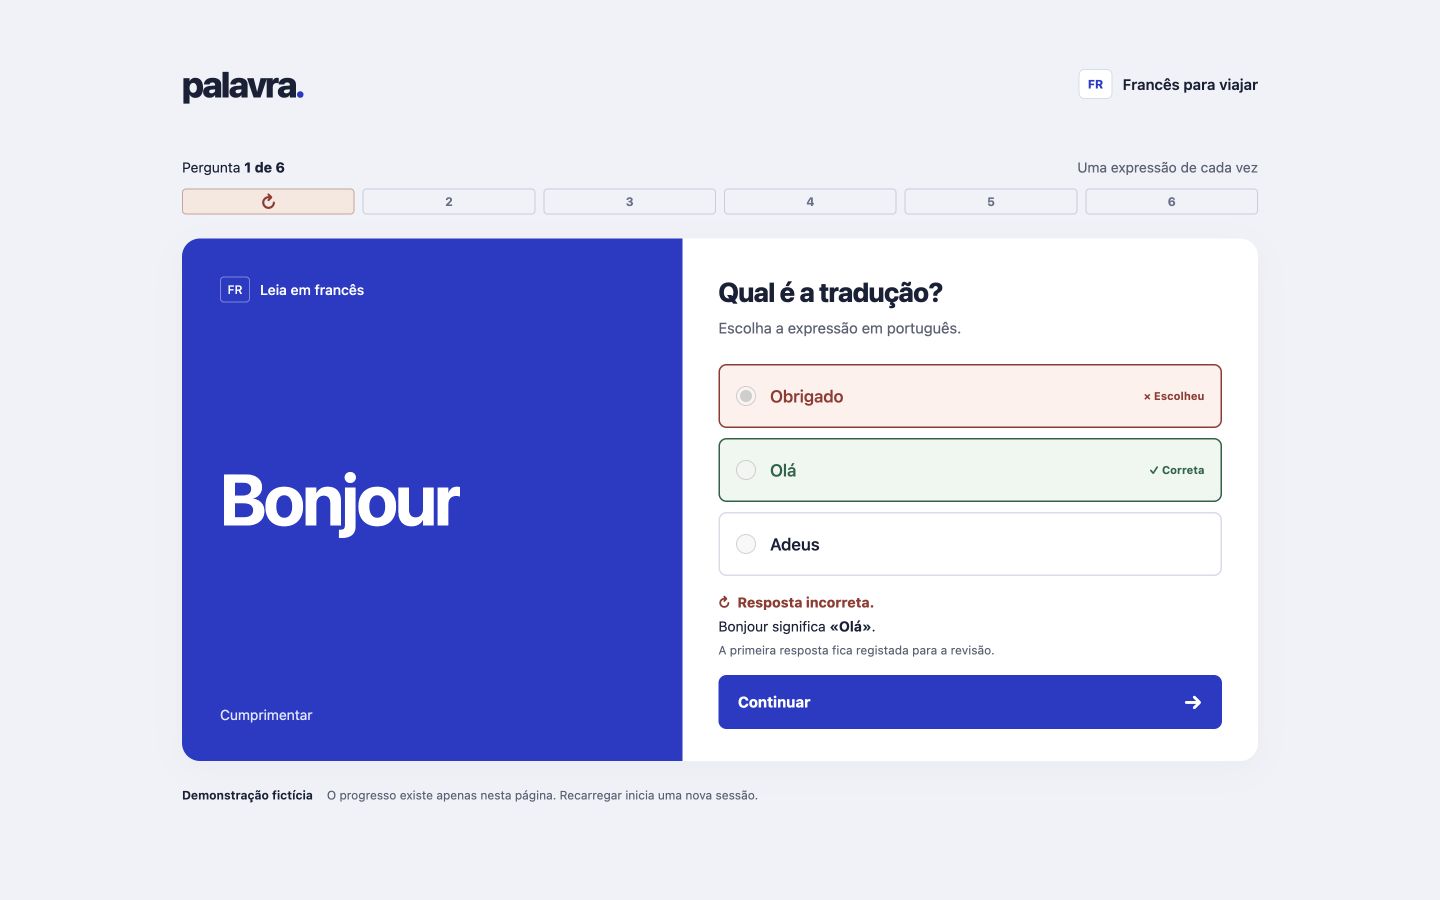 palavra.
FR Francês para viajar
Pergunta 1 de 6
Uma expressão de cada vez
2 3 4 5 6
FR Leia em francês
Bonjour
Cumprimentar
Qual é a tradução?
Escolha a expressão em português.
Obrigado × Escolheu
Olá ✓ Correta
Adeus
Resposta incorreta.
Bonjour significa «Olá».
A primeira resposta fica registada para a revisão.
Continuar →
Demonstração fictícia O progresso existe apenas nesta página. Recarregar inicia uma nova sessão.